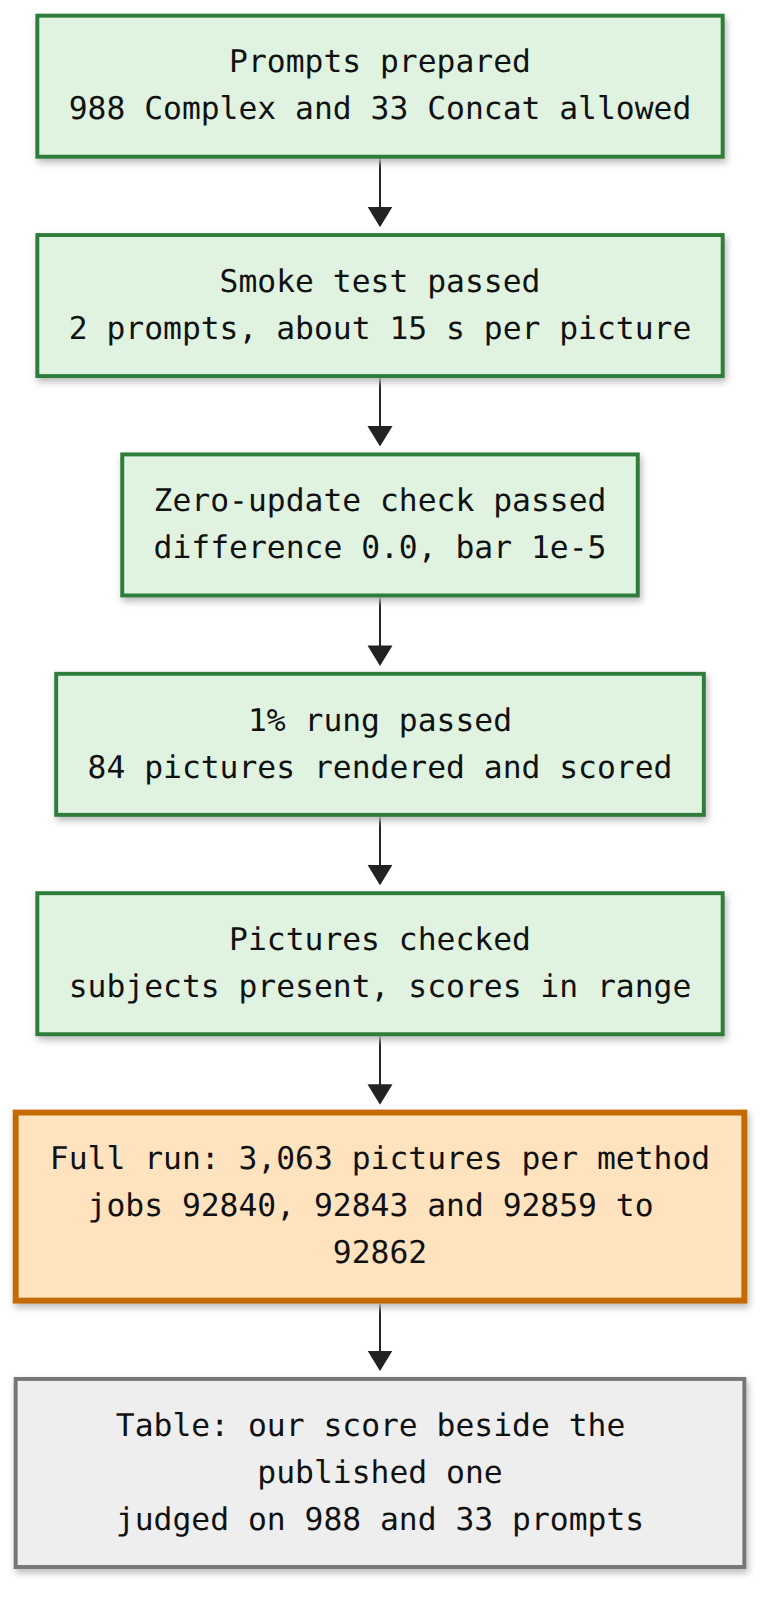 Prompts prepared
988 Complex and 33 Concat allowed
Smoke test passed
2 prompts, about 15 s per picture
Zero-update check passed
difference 0.0, bar 1e-5
1% rung passed
84 pictures rendered and scored
Pictures checked
subjects present, scores in range
Full run: 3,063 pictures per method
jobs 92840, 92843 and 92859 to
92862
Table: our score beside the
published one
judged on 988 and 33 prompts